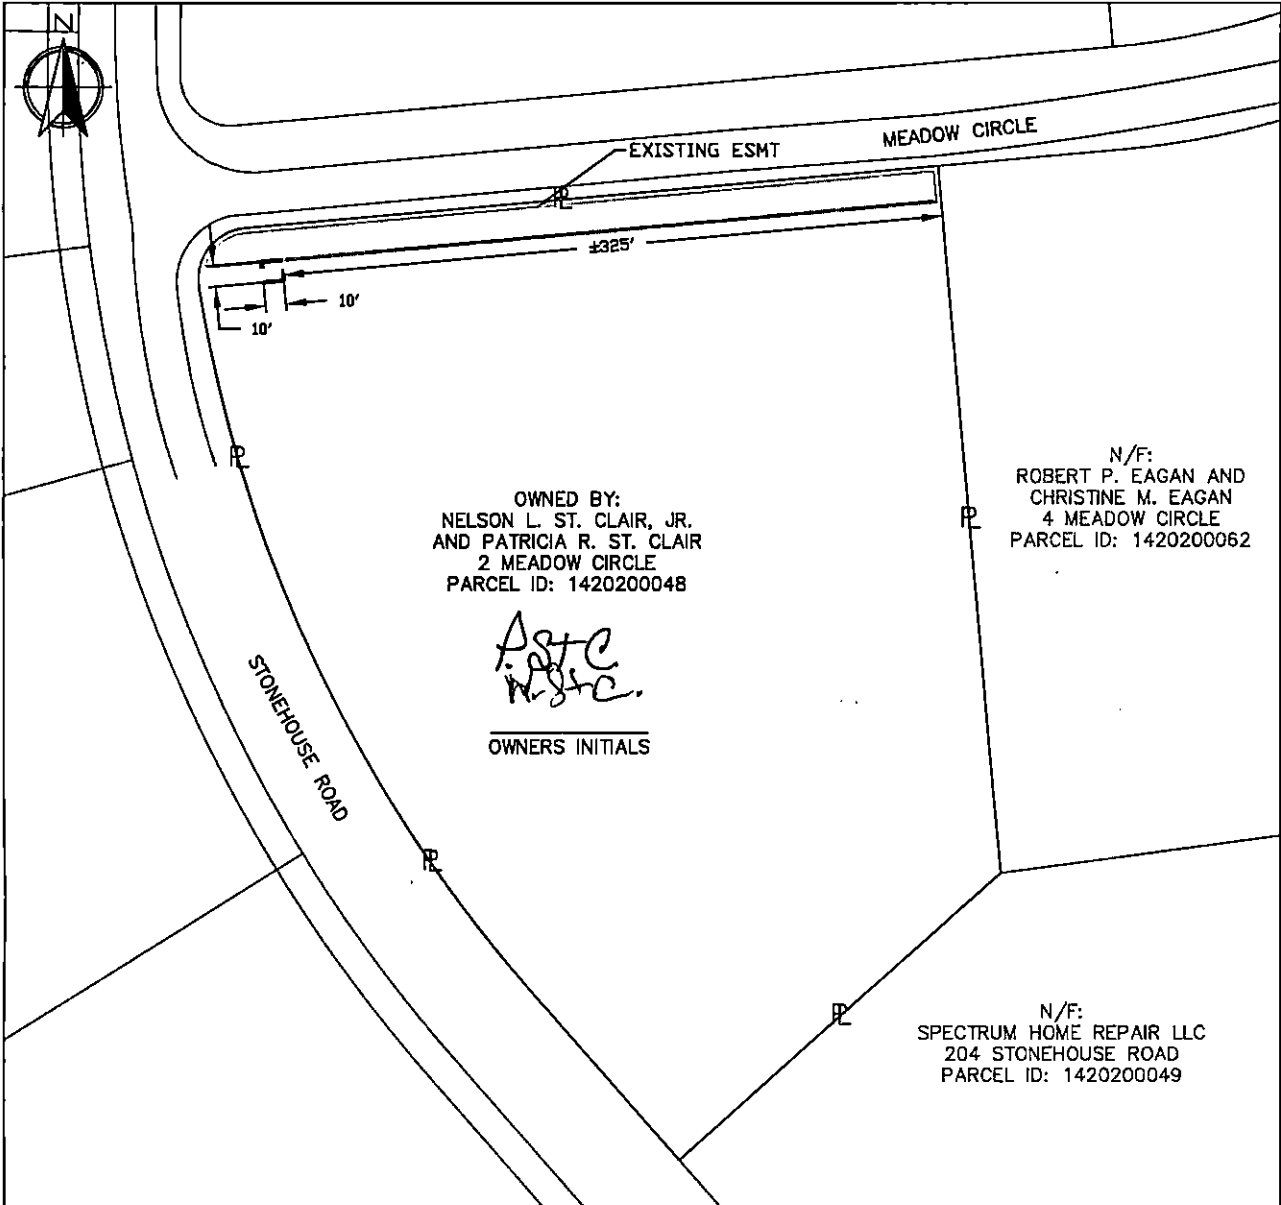 N
MEADOW CIRCLE
EXISTING ESMT
PL
±325'
10'
10'
PL
N/F:
ROBERT P. EAGAN AND
CHRISTINE M. EAGAN
4 MEADOW CIRCLE
PARCEL ID: 1420200062
PL
OWNED BY:
NELSON L. ST. CLAIR, JR.
AND PATRICIA R. ST. CLAIR
2 MEADOW CIRCLE
PARCEL ID: 1420200048
P. St C
N. St C.
OWNERS INITIALS
STONEHOUSE ROAD
PL
PL
N/F:
SPECTRUM HOME REPAIR LLC
204 STONEHOUSE ROAD
PARCEL ID: 1420200049